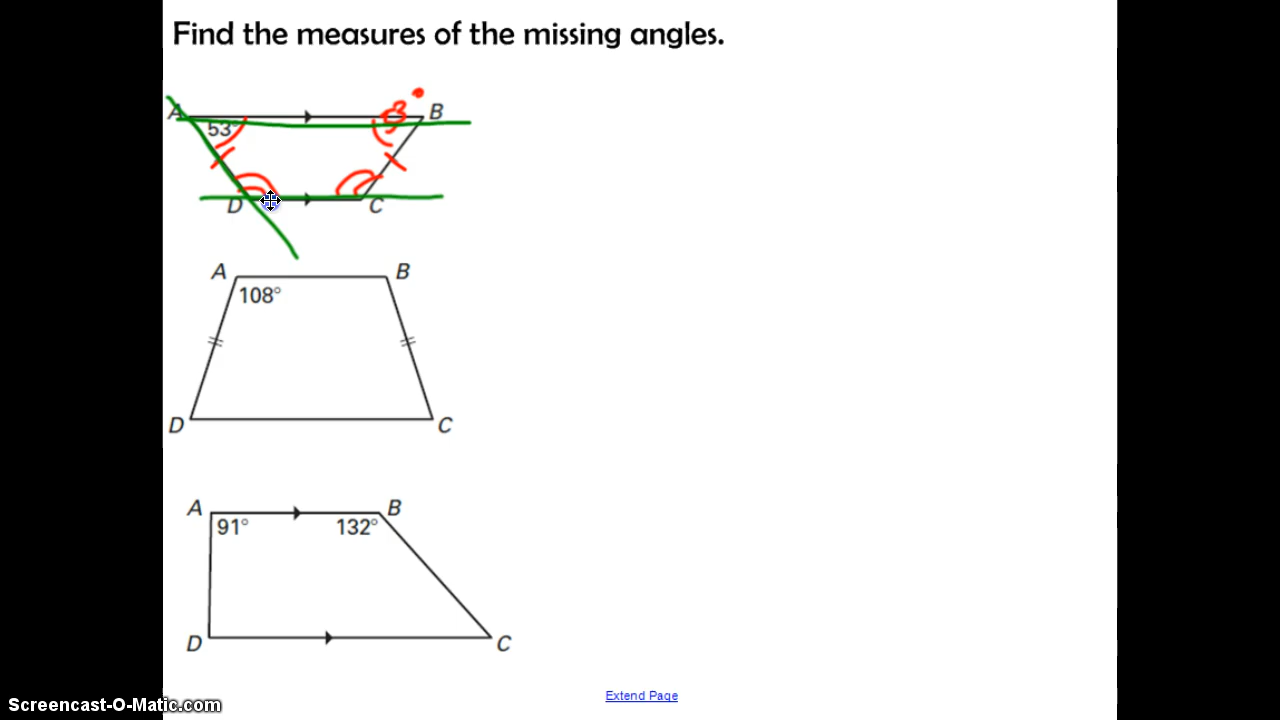 Find the measures of the missing angles.
A B
53°
D C
A B
108°
D C
A B
91° 132°
D C
Extend Page
Screencast-O-Matic.com